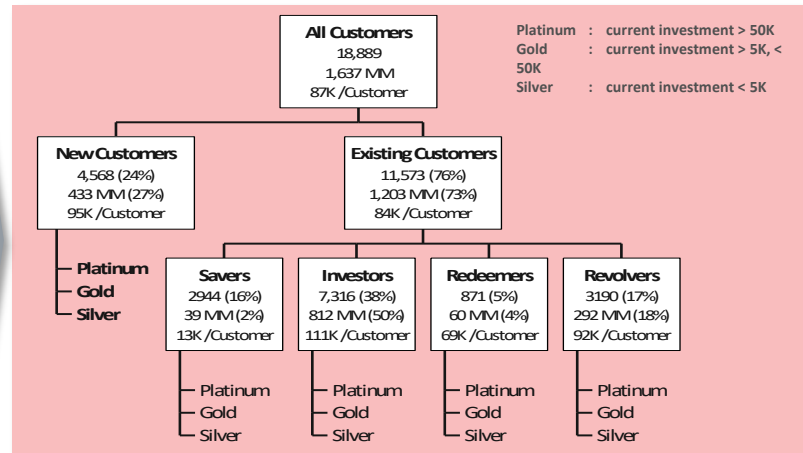 All Customers
18,889
1,637 MM
87K /Customer
Platinum : current investment > 50K
Gold : current investment > 5K, <
50K
Silver : current investment < 5K
New Customers
4,568 (24%)
433 MM (27%)
95K /Customer
Existing Customers
11,573 (76%)
1,203 MM (73%)
84K /Customer
Platinum
Gold
Silver
Savers
2944 (16%)
39 MM (2%)
13K /Customer
Investors
7,316 (38%)
812 MM (50%)
111K /Customer
Redeemers
871 (5%)
60 MM (4%)
69K /Customer
Revolvers
3190 (17%)
292 MM (18%)
92K /Customer
Platinum
Gold
Silver
Platinum
Gold
Silver
Platinum
Gold
Silver
Platinum
Gold
Silver